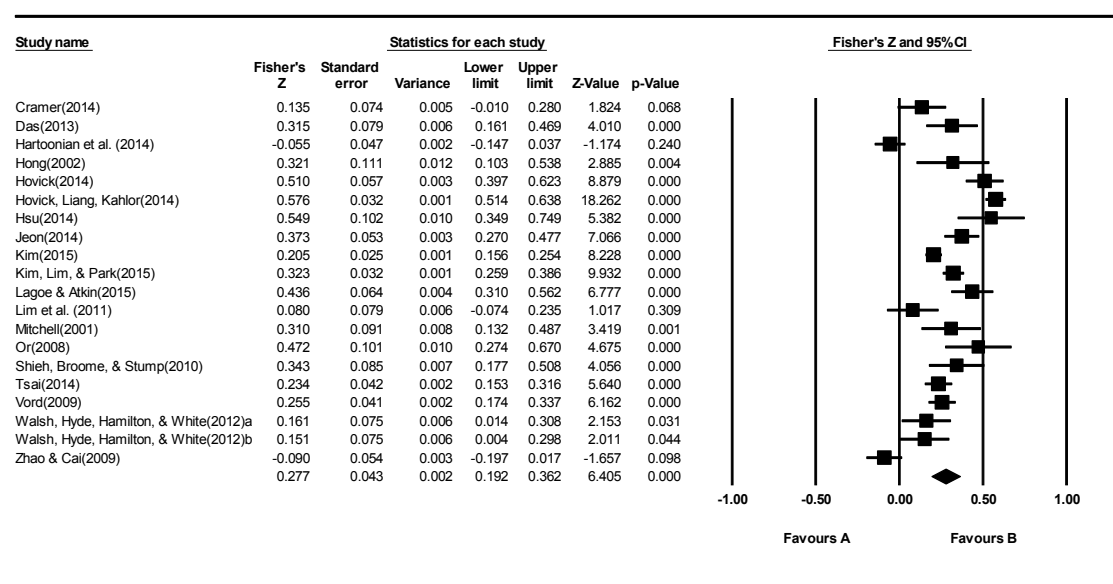 Study name Statistics for each study Fisher's Z and 95%CI
Fisher's Standard Lower Upper
Z error Variance limit limit Z-Value p-Value
Cramer(2014) 0.135 0.074 0.005 -0.010 0.280 1.824 0.068
Das(2013) 0.315 0.079 0.006 0.161 0.469 4.010 0.000
Hartoonian et al. (2014) -0.055 0.047 0.002 -0.147 0.037 -1.174 0.240
Hong(2002) 0.321 0.111 0.012 0.103 0.538 2.885 0.004
Hovick(2014) 0.510 0.057 0.003 0.397 0.623 8.879 0.000
Hovick, Liang, Kahlor(2014) 0.576 0.032 0.001 0.514 0.638 18.262 0.000
Hsu(2014) 0.549 0.102 0.010 0.349 0.749 5.382 0.000
Jeon(2014) 0.373 0.053 0.003 0.270 0.477 7.066 0.000
Kim(2015) 0.205 0.025 0.001 0.156 0.254 8.228 0.000
Kim, Lim, & Park(2015) 0.323 0.032 0.001 0.259 0.386 9.932 0.000
Lagoe & Atkin(2015) 0.436 0.064 0.004 0.310 0.562 6.777 0.000
Lim et al. (2011) 0.080 0.079 0.006 -0.074 0.235 1.017 0.309
Mitchell(2001) 0.310 0.091 0.008 0.132 0.487 3.419 0.001
Or(2008) 0.472 0.101 0.010 0.274 0.670 4.675 0.000
Shieh, Broome, & Stump(2010) 0.343 0.085 0.007 0.177 0.508 4.056 0.000
Tsai(2014) 0.234 0.042 0.002 0.153 0.316 5.640 0.000
Vord(2009) 0.255 0.041 0.002 0.174 0.337 6.162 0.000
Walsh, Hyde, Hamilton, & White(2012)a 0.161 0.075 0.006 0.014 0.308 2.153 0.031
Walsh, Hyde, Hamilton, & White(2012)b 0.151 0.075 0.006 0.004 0.298 2.011 0.044
Zhao & Cai(2009) -0.090 0.054 0.003 -0.197 0.017 -1.657 0.098
0.277 0.043 0.002 0.192 0.362 6.405 0.000
-1.00 -0.50 0.00 0.50 1.00
Favours A Favours B